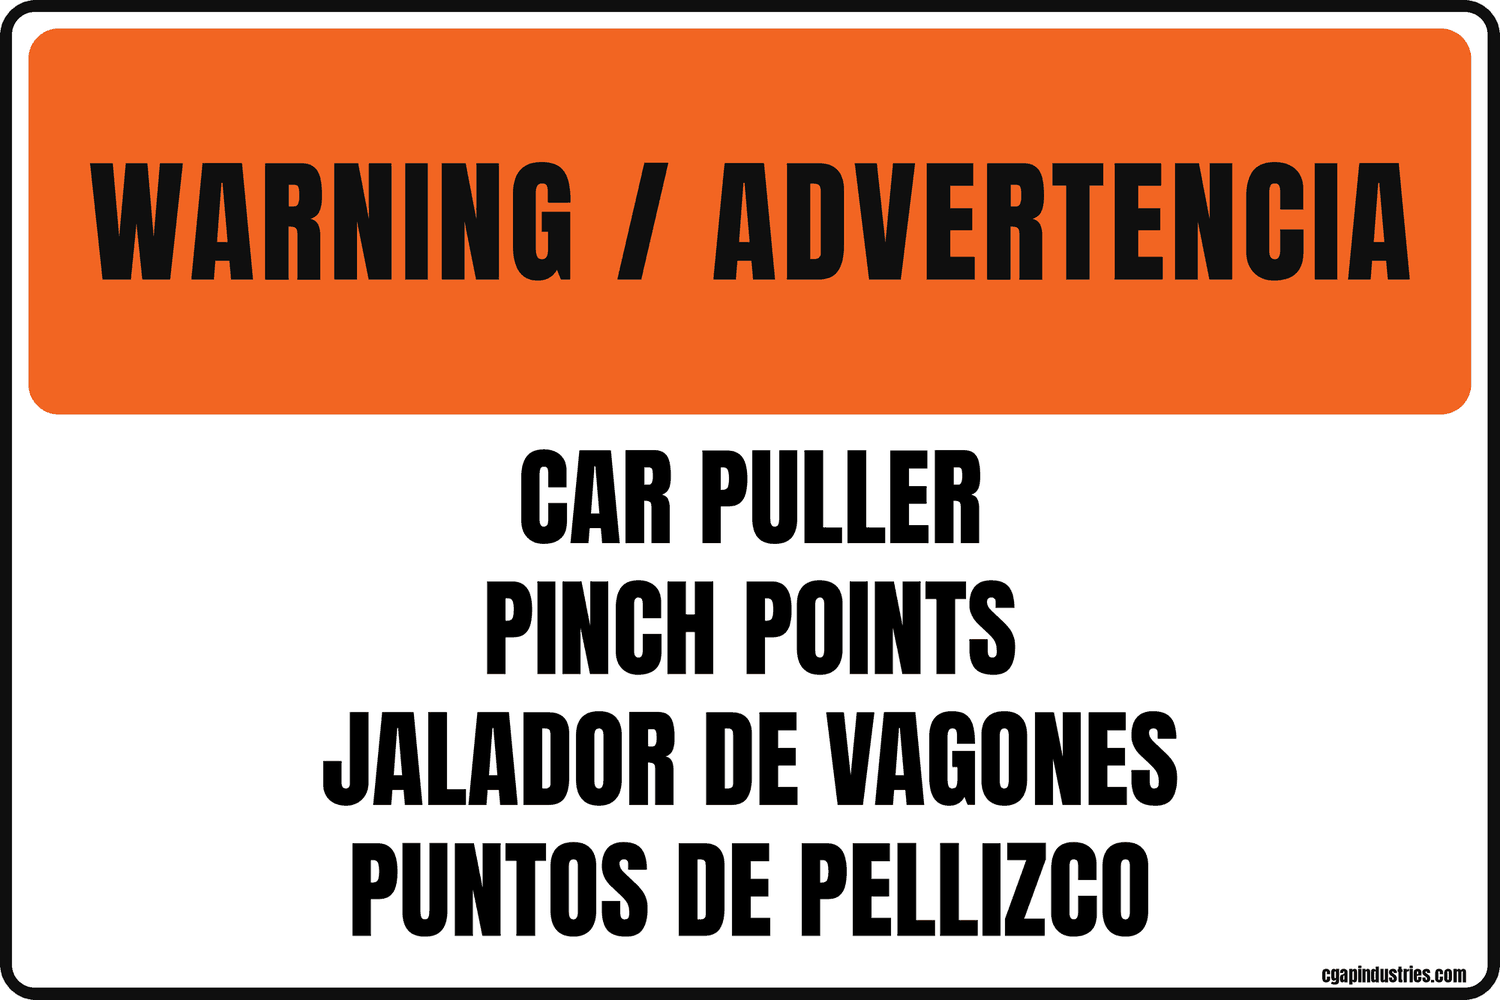 WARNING / ADVERTENCIA
CAR PULLER
PINCH POINTS
JALADOR DE VAGONES
PUNTOS DE PELLIZCO
cgapindustries.com